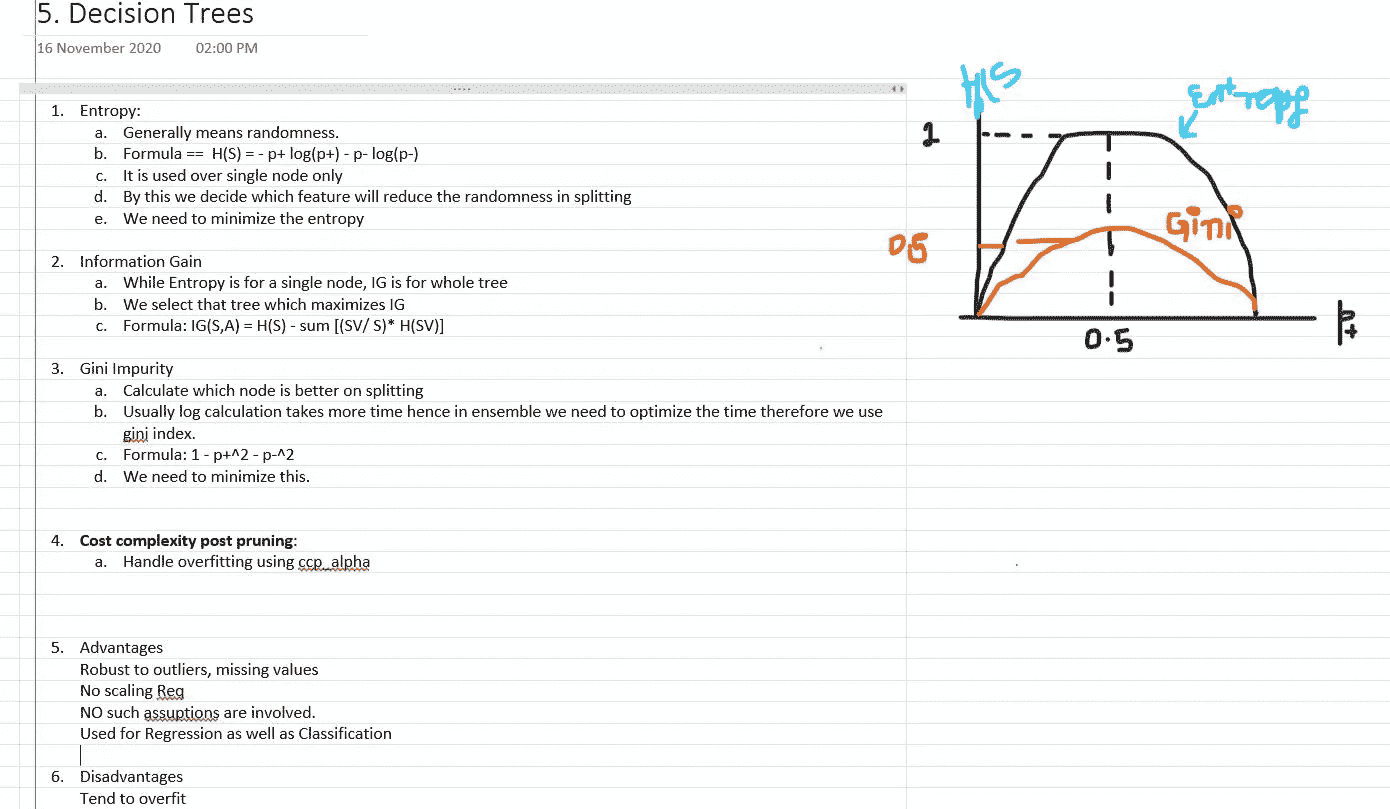 5. Decision Trees
16 November 2020 02:00 PM
1. Entropy:
a. Generally means randomness.
b. Formula == H(S) = - p+ log(p+) - p- log(p-)
c. It is used over single node only
d. By this we decide which feature will reduce the randomness in splitting
e. We need to minimize the entropy
2. Information Gain
a. While Entropy is for a single node, IG is for whole tree
b. We select that tree which maximizes IG
c. Formula: IG(S,A) = H(S) - sum [(SV/ S)* H(SV)]
3. Gini Impurity
a. Calculate which node is better on splitting
b. Usually log calculation takes more time hence in ensemble we need to optimize the time therefore we use
gini index.
c. Formula: 1 - p+^2 - p-^2
d. We need to minimize this.
4. Cost complexity post pruning:
a. Handle overfitting using ccp_alpha
5. Advantages
Robust to outliers, missing values
No scaling Req
NO such assuptions are involved.
Used for Regression as well as Classification
6. Disadvantages
Tend to overfit
H(S
Entropy
1
Gini
0.5
0.5
P+